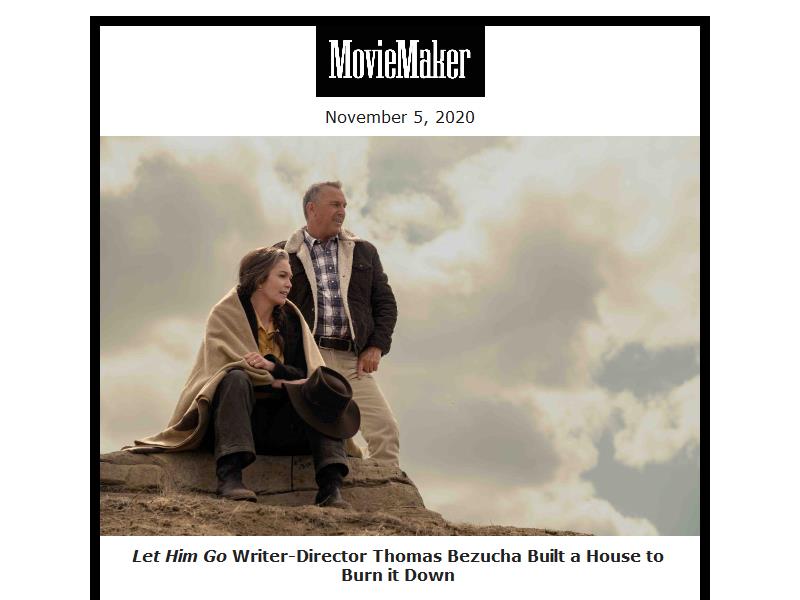 MovieMaker
November 5, 2020
Let Him Go Writer-Director Thomas Bezucha Built a House to
Burn it Down